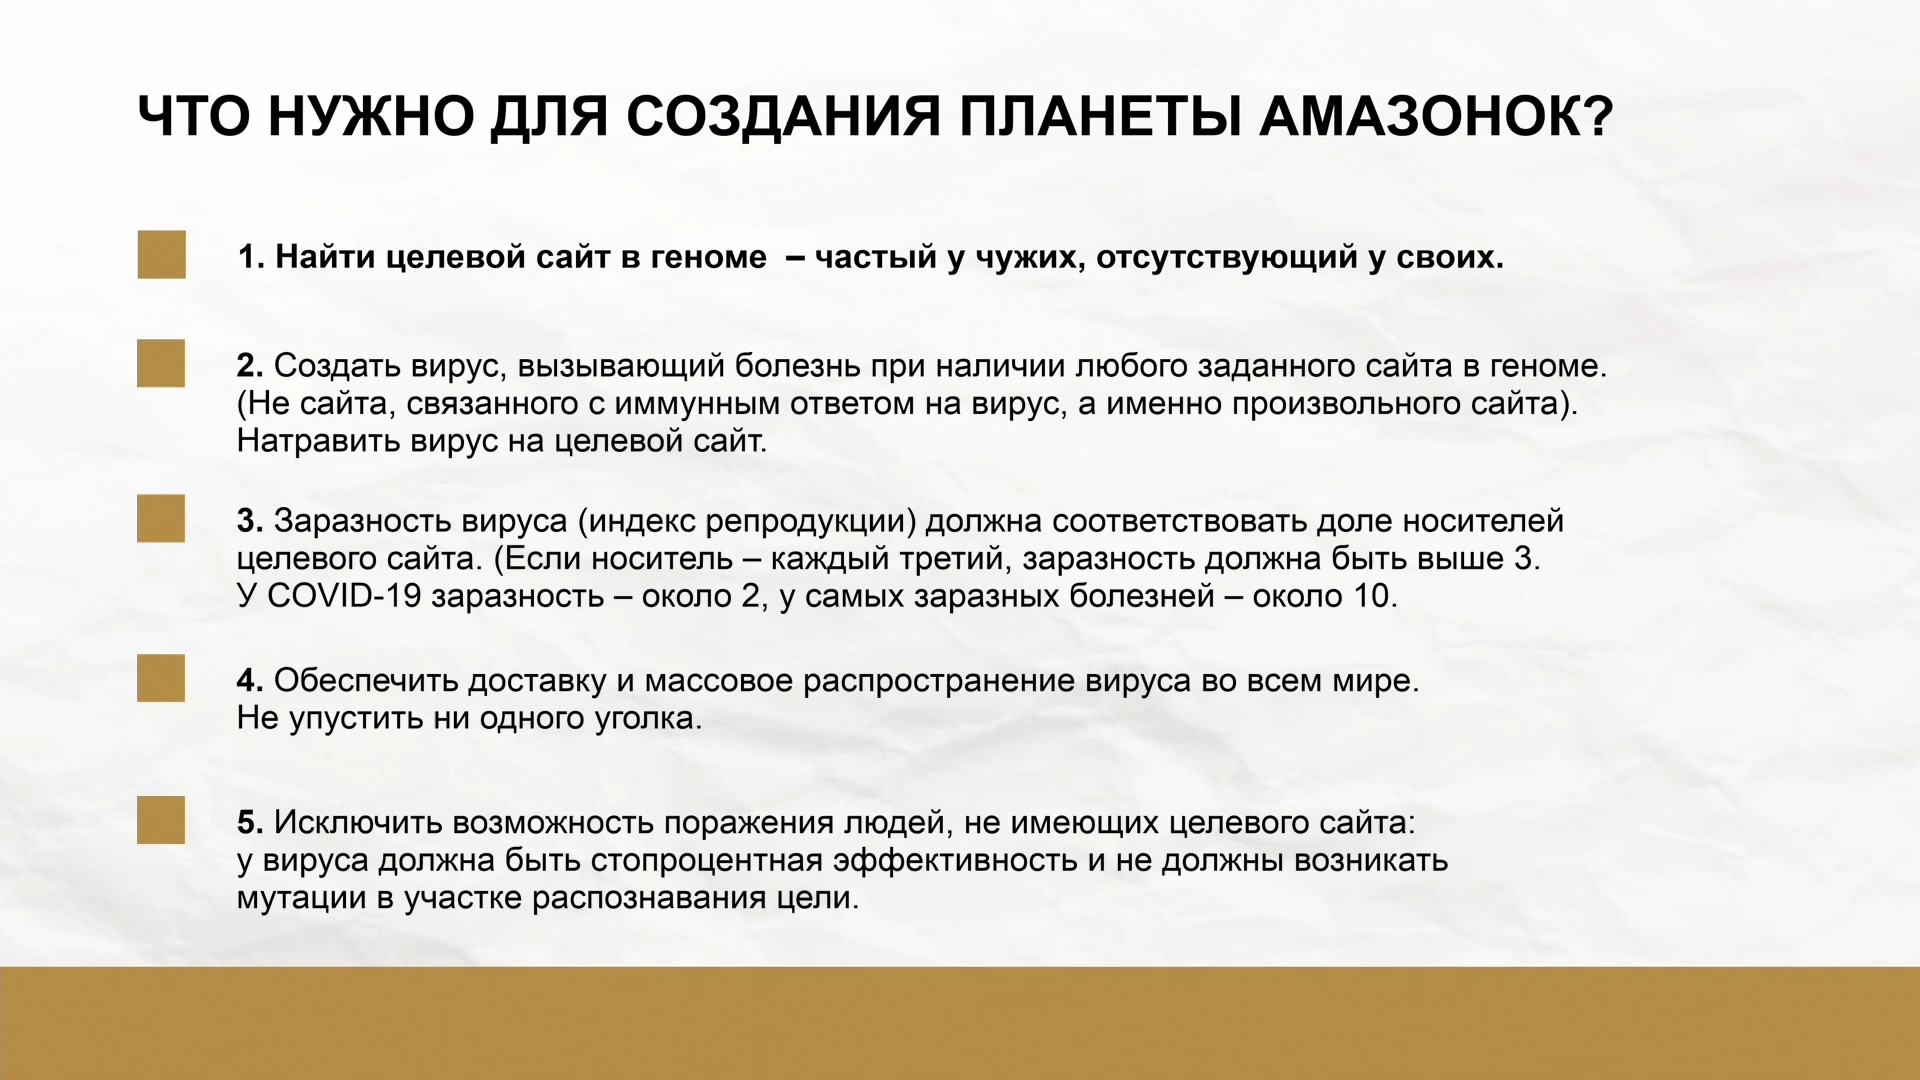 ЧТО НУЖНО ДЛЯ СОЗДАНИЯ ПЛАНЕТЫ АМАЗОНОК?
1. Найти целевой сайт в геноме – частый у чужих, отсутствующий у своих.
2. Создать вирус, вызывающий болезнь при наличии любого заданного сайта в геноме.
(Не сайта, связанного с иммунным ответом на вирус, а именно произвольного сайта).
Натравить вирус на целевой сайт.
3. Заразность вируса (индекс репродукции) должна соответствовать доле носителей
целевого сайта. (Если носитель – каждый третий, заразность должна быть выше 3.
У COVID-19 заразность – около 2, у самых заразных болезней – около 10.
4. Обеспечить доставку и массовое распространение вируса во всем мире.
Не упустить ни одного уголка.
5. Исключить возможность поражения людей, не имеющих целевого сайта:
у вируса должна быть стопроцентная эффективность и не должны возникать
мутации в участке распознавания цели.